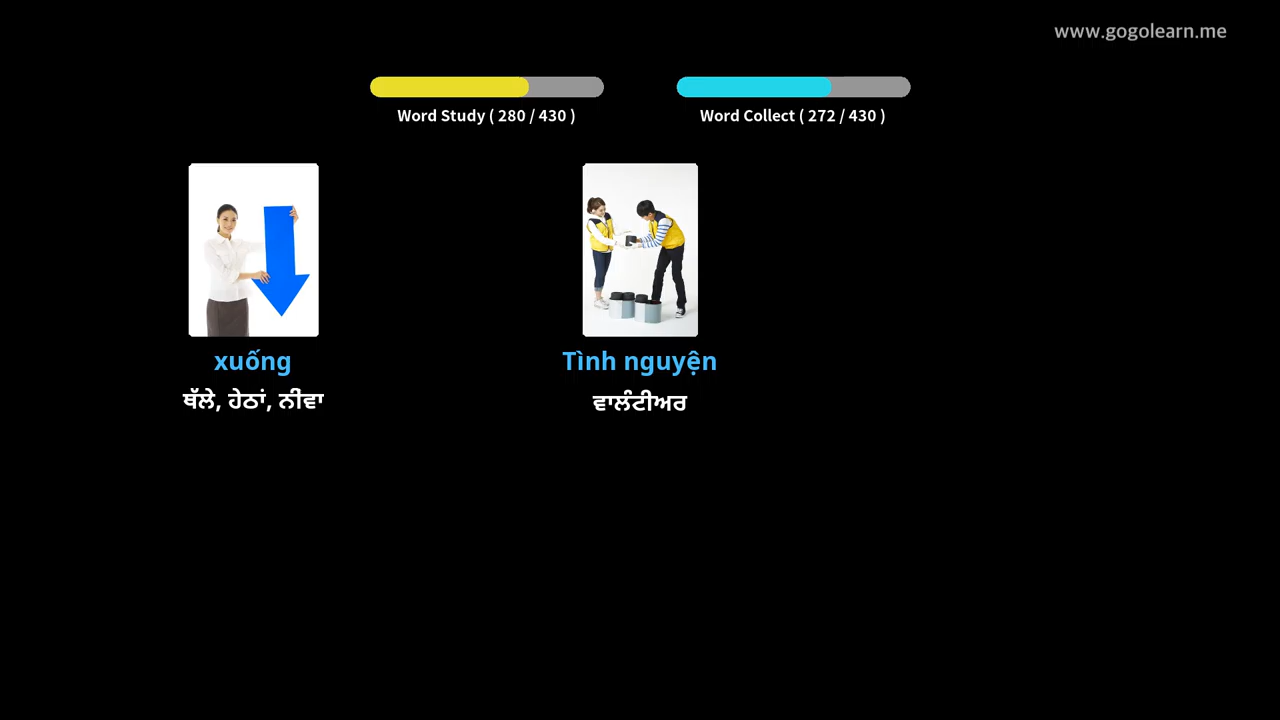 www.gogolearn.me
Word Study ( 280 / 430 )
Word Collect ( 272 / 430 )
xuống
Tình nguyện
ਥੱਲੇ, ਹੇਠਾਂ, ਨੀਵਾ
ਵਾਲੰਟੀਅਰ